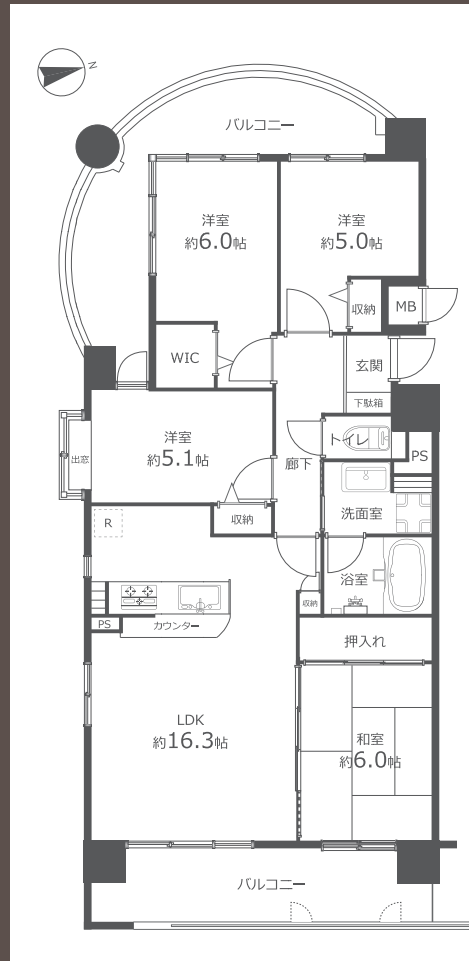 N
バルコニー
洋室
約6.0帖
洋室
約5.0帖
収納
MB
WIC
玄関
下駄箱
洋室
約5.1帖
出窓
トイレ
廊下
PS
収納
R
洗面室
浴室
収納
PS
カウンター
押入れ
LDK
約16.3帖
和室
約6.0帖
バルコニー